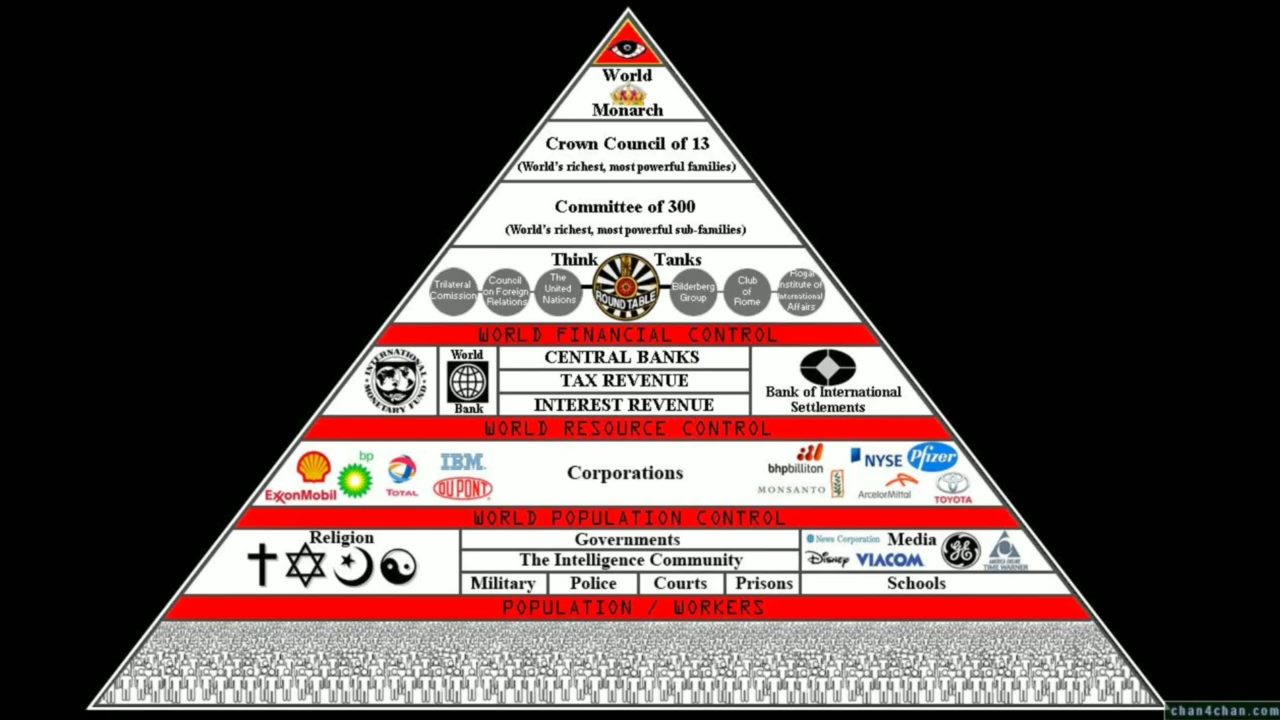 World
Monarch
Crown Council of 13
(World's richest, most powerful families)
Committee of 300
(World's richest, most powerful sub-families)
Think Tanks
Trilateral
Comission
Council
on Foreign
Relations
The
United
Nations
ROUND TABLE
Bilderberg
Group
Club
of
Rome
Royal
Institute of
International
Affairs
WORLD FINANCIAL CONTROL
INTERNATIONAL
MONETARY FUND
World
Bank
CENTRAL BANKS
TAX REVENUE
INTEREST REVENUE
Bank of International
Settlements
WORLD RESOURCE CONTROL
ExxonMobil
bp
TOTAL
IBM
DU PONT
Corporations
bhpbilliton
MONSANTO
NYSE
Pfizer
ArcelorMittal
TOYOTA
WORLD POPULATION CONTROL
Religion
Governments
The Intelligence Community
Military
Police
Courts
Prisons
News Corporation
Media
Disney
VIACOM
GE
AMERICA ONLINE
TIME WARNER
Schools
POPULATION / WORKERS
chan4chan.com